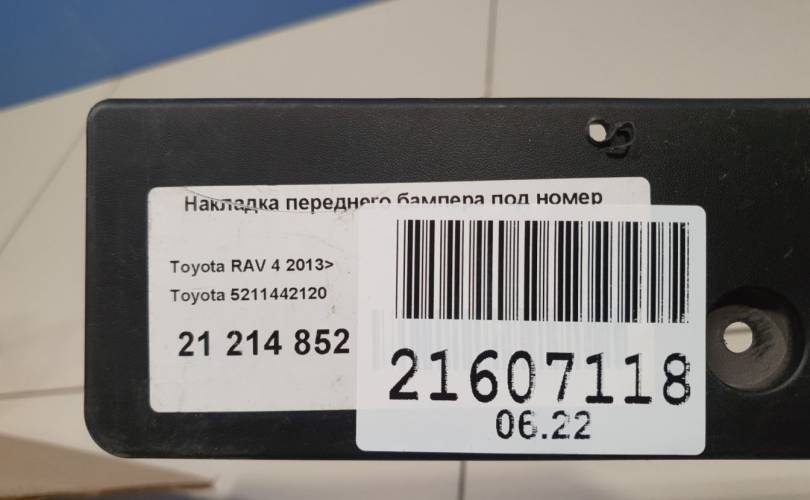 Накладка переднего бампера под номер
Toyota RAV 4 2013>
Toyota 5211442120
21 214 852
21607118
06.22